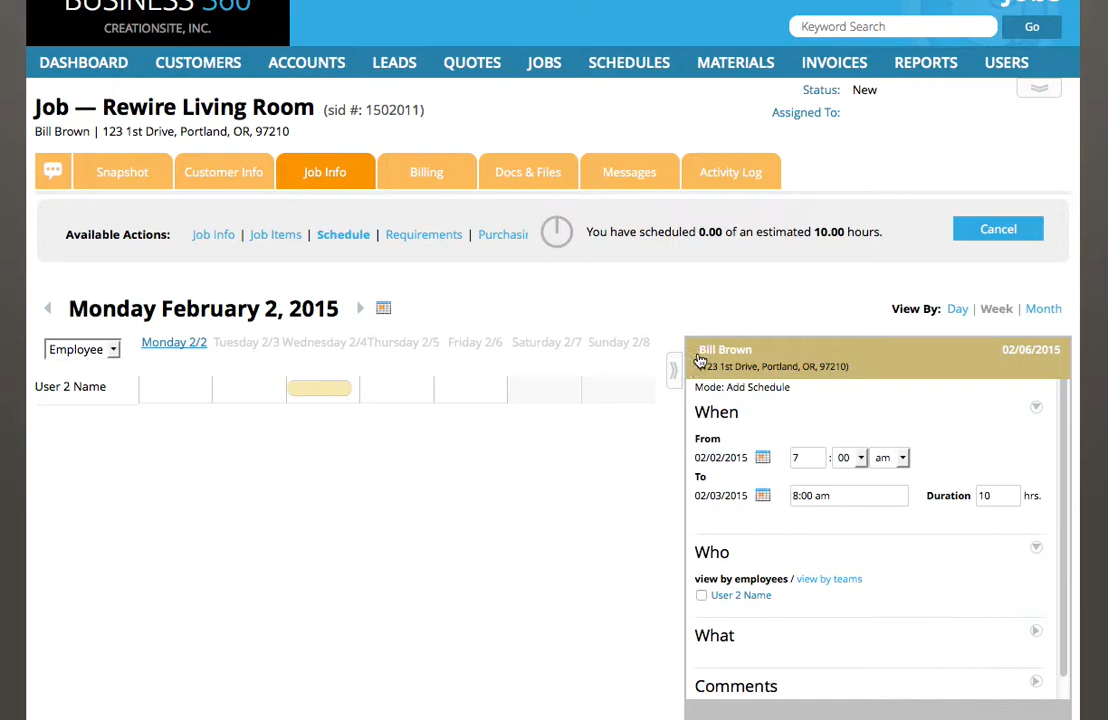 BUSINESS 360
CREATIONSITE, INC.
Jobs
Keyword Search
Go
DASHBOARD CUSTOMERS ACCOUNTS LEADS QUOTES JOBS SCHEDULES MATERIALS INVOICES REPORTS USERS
Job — Rewire Living Room (sid #: 1502011)
Status: New
Bill Brown | 123 1st Drive, Portland, OR, 97210
Assigned To:
Snapshot Customer Info Job Info Billing Docs & Files Messages Activity Log
Available Actions: Job Info | Job Items | Schedule | Requirements | Purchasin
You have scheduled 0.00 of an estimated 10.00 hours.
Cancel
Monday February 2, 2015
View By: Day | Week | Month
Employee Monday 2/2 Tuesday 2/3 Wednesday 2/4 Thursday 2/5 Friday 2/6 Saturday 2/7 Sunday 2/8
User 2 Name
Bill Brown 02/06/2015
123 1st Drive, Portland, OR, 97210)
Mode: Add Schedule
When
From
02/02/2015 7 : 00 am
To
02/03/2015 8:00 am Duration 10 hrs.
Who
view by employees / view by teams
User 2 Name
What
Comments